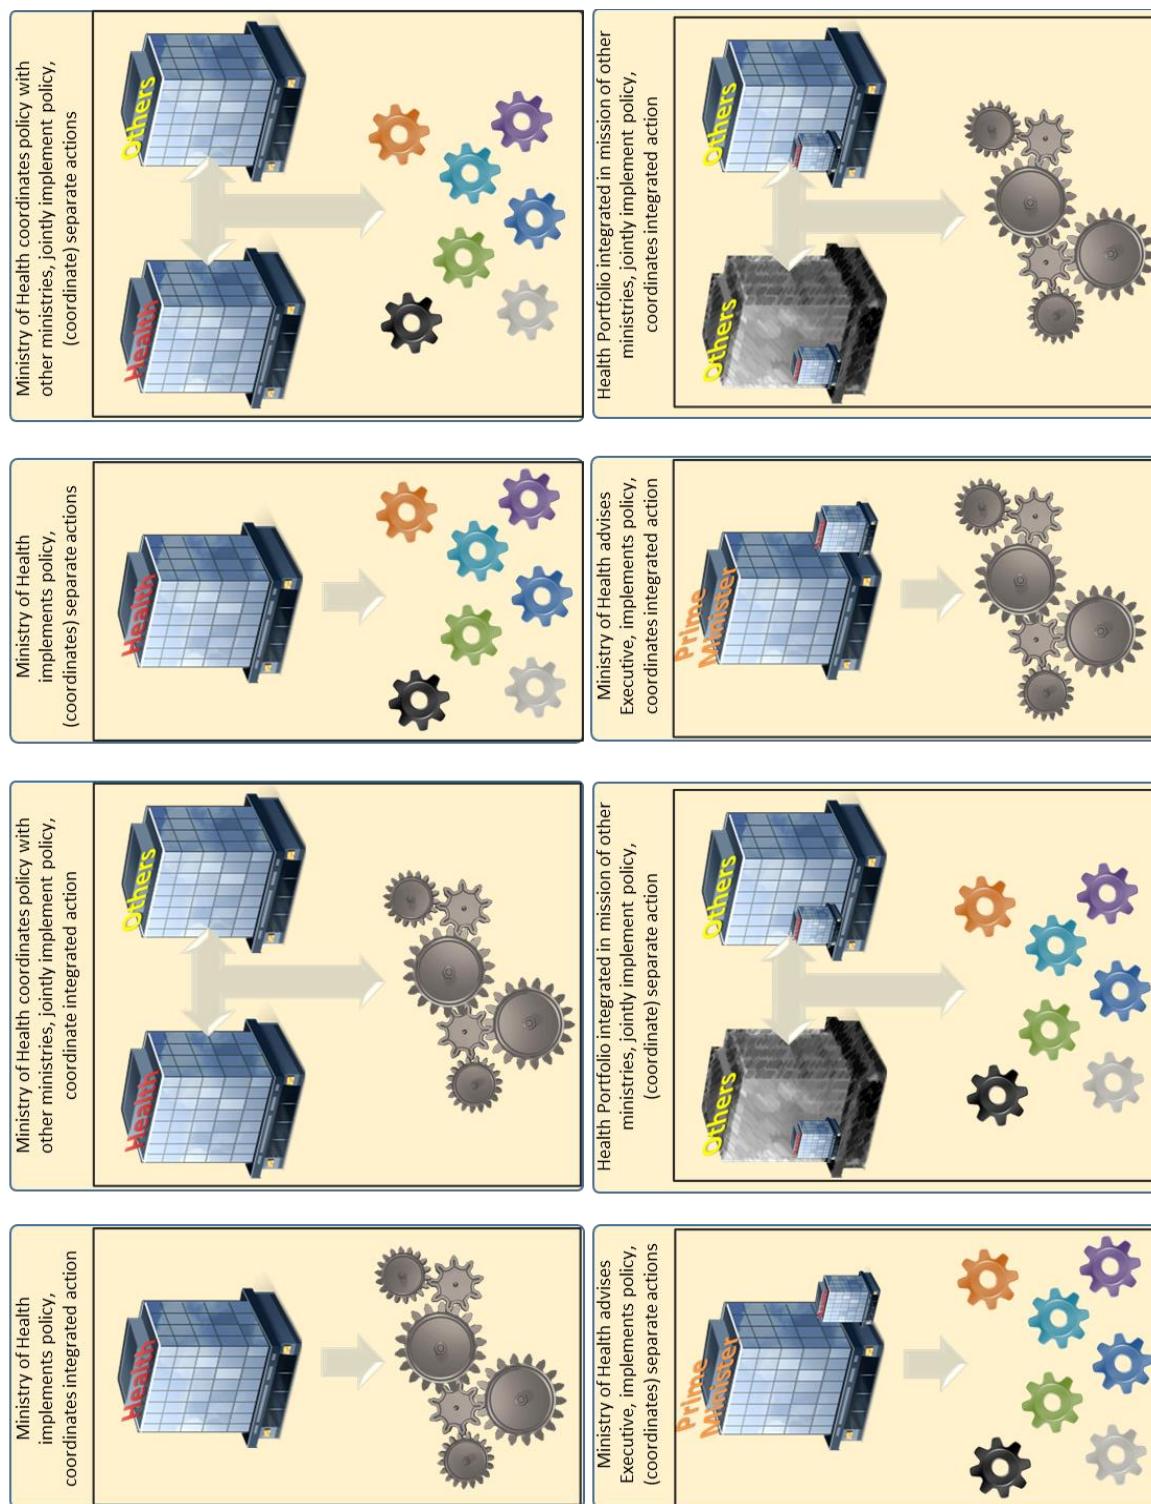 Ministry of Health
implements policy,
coordinates integrated action
Health
Ministry of Health coordinates policy with
other ministries, jointly implement policy,
coordinate integrated action
Health
Others
Ministry of Health
implements policy,
(coordinates) separate actions
Health
Ministry of Health coordinates policy with
other ministries, jointly implement policy,
(coordinate) separate actions
Health
Others
Ministry of Health advises
Executive, implements policy,
(coordinates) separate actions
Prime
Minister
Health Portfolio integrated in mission of other
ministries, jointly implement policy,
(coordinate) separate action
Others
Others
Ministry of Health advises
Executive, implements policy,
coordinates integrated action
Prime
Minister
Health Portfolio integrated in mission of other
ministries, jointly implement policy,
coordinates integrated action
Others
Others